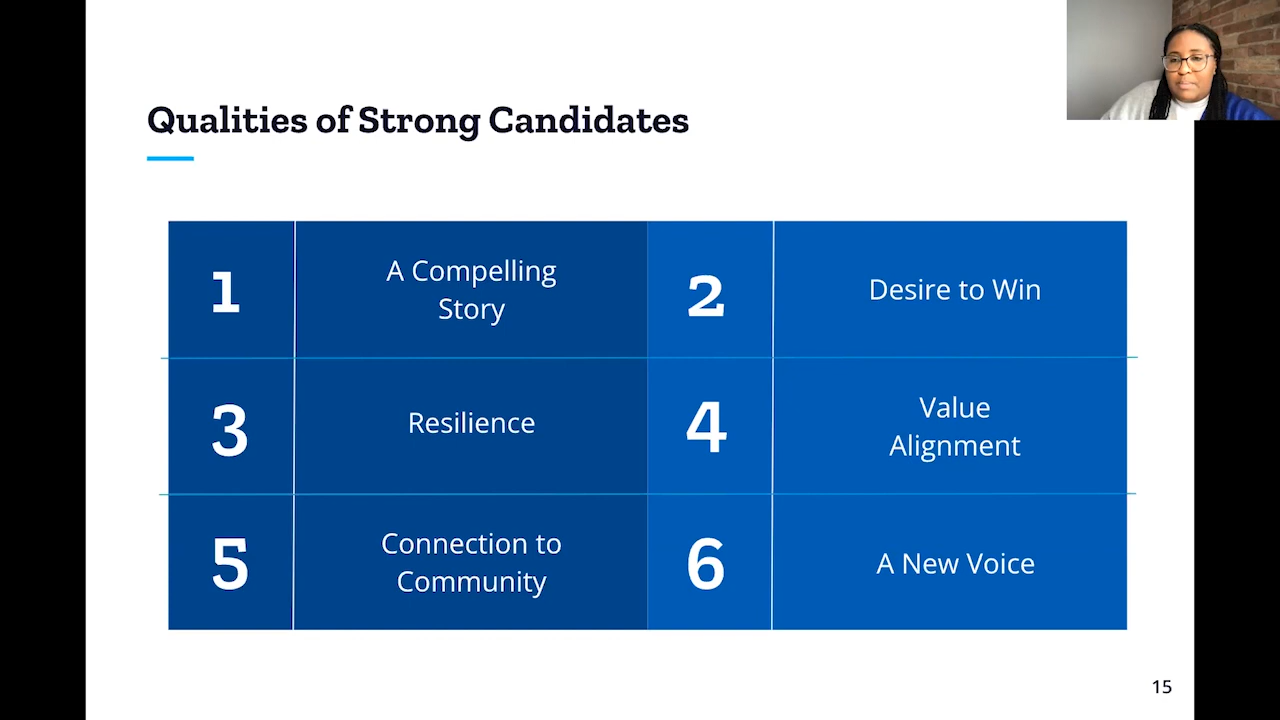 Qualities of Strong Candidates
1
A Compelling
Story
2
Desire to Win
3
Resilience
4
Value
Alignment
5
Connection to
Community
6
A New Voice
15